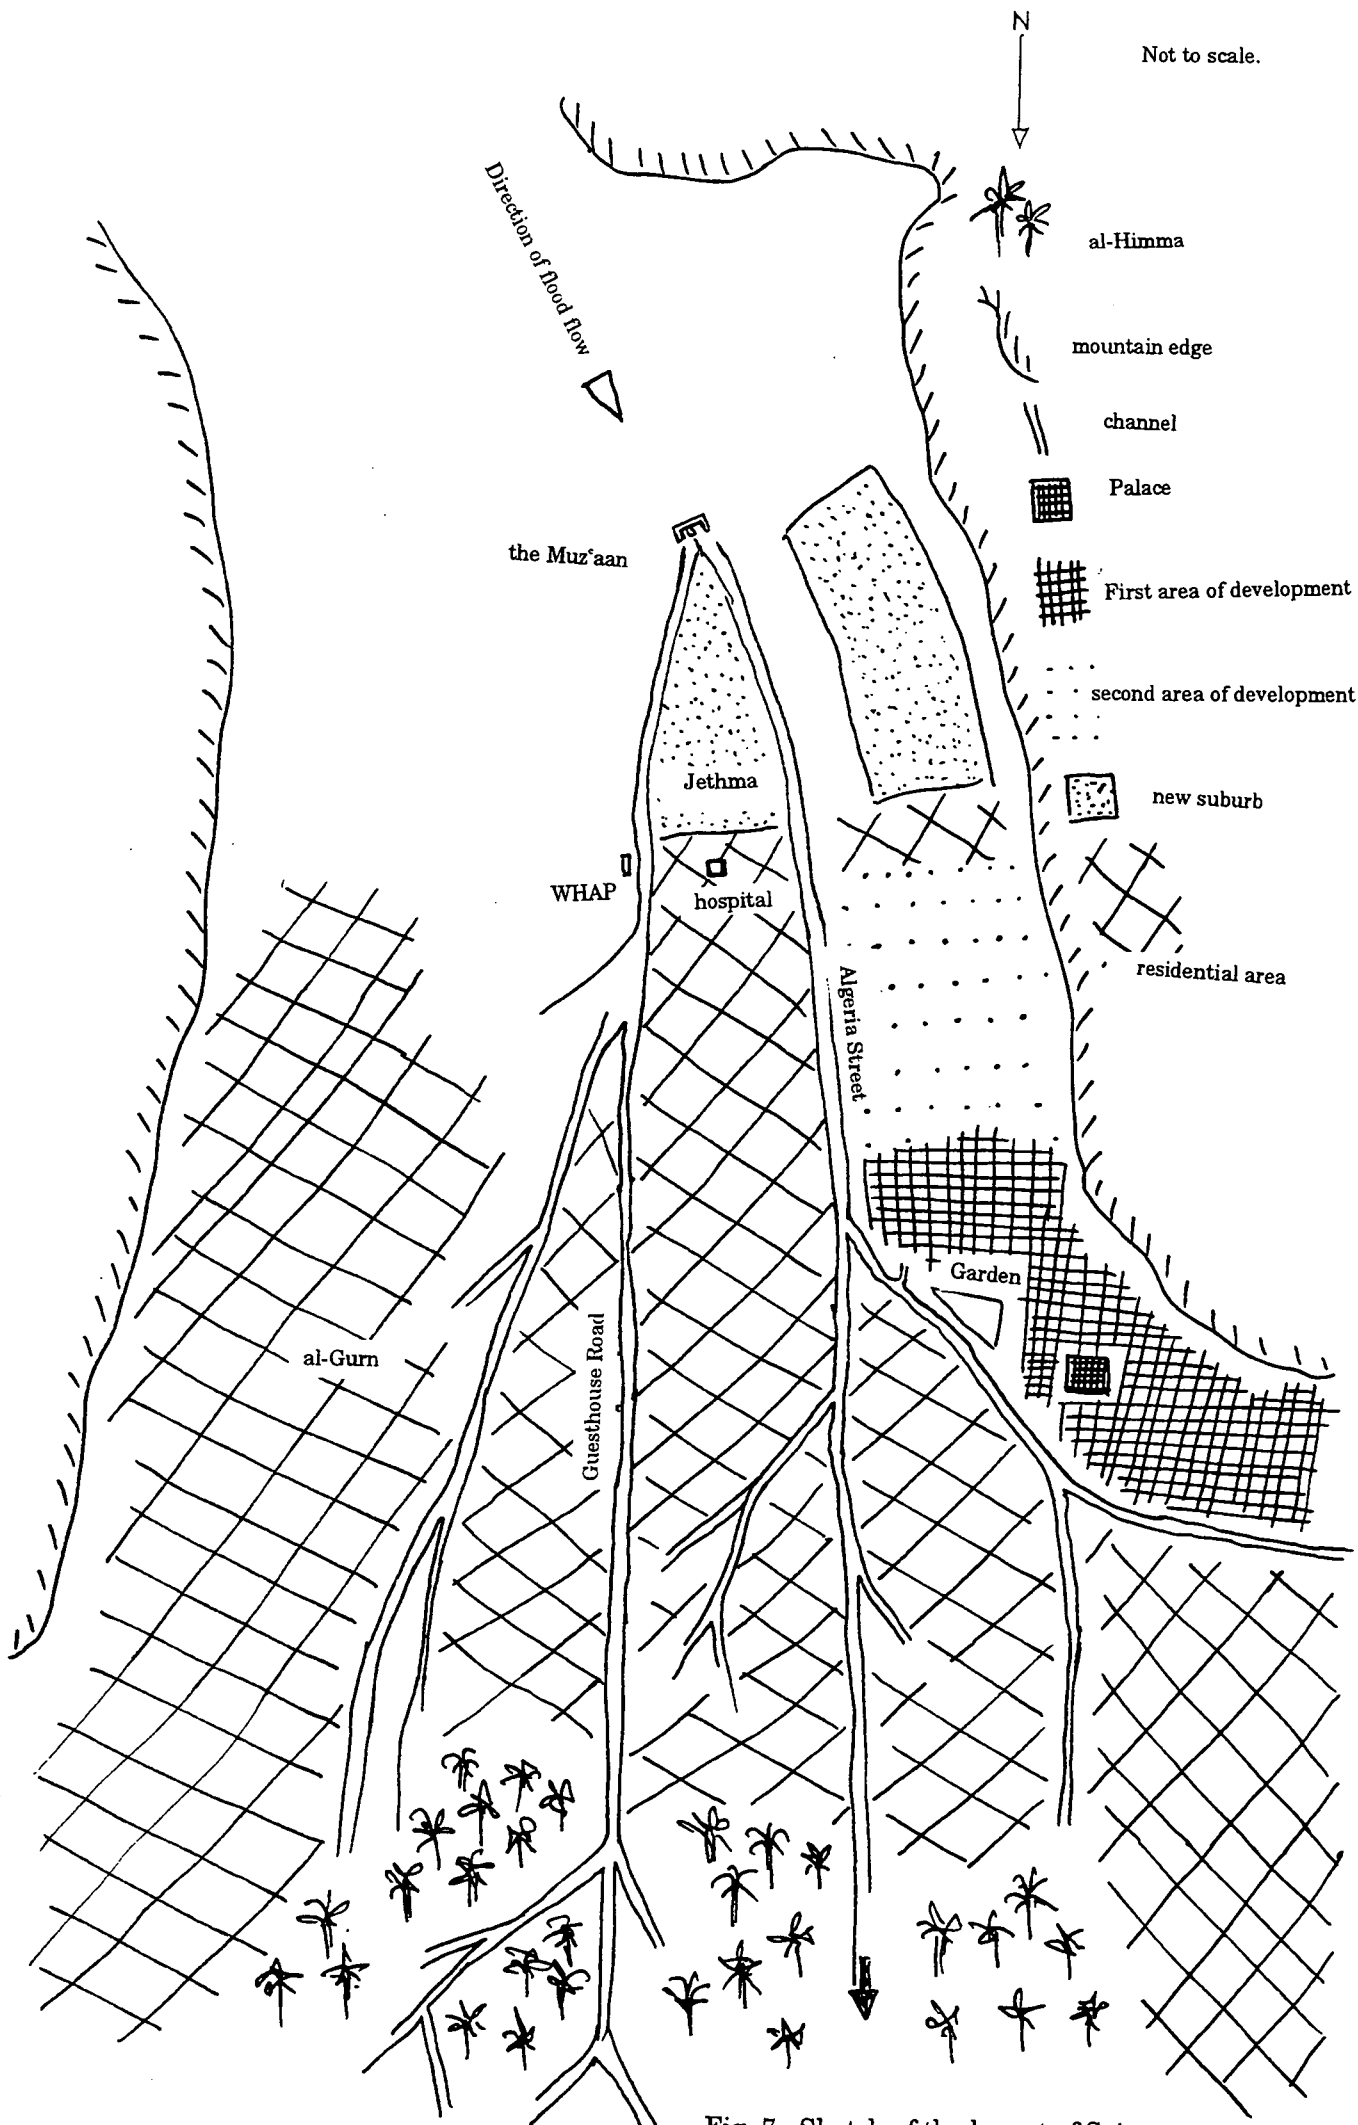 N
Not to scale.
Direction of flood flow
al-Himma
mountain edge
channel
Palace
the Muzʿaan
First area of development
second area of development
Jethma
new suburb
WHAP
hospital
residential area
Algeria Street
Garden
al-Gurn
Guesthouse Road